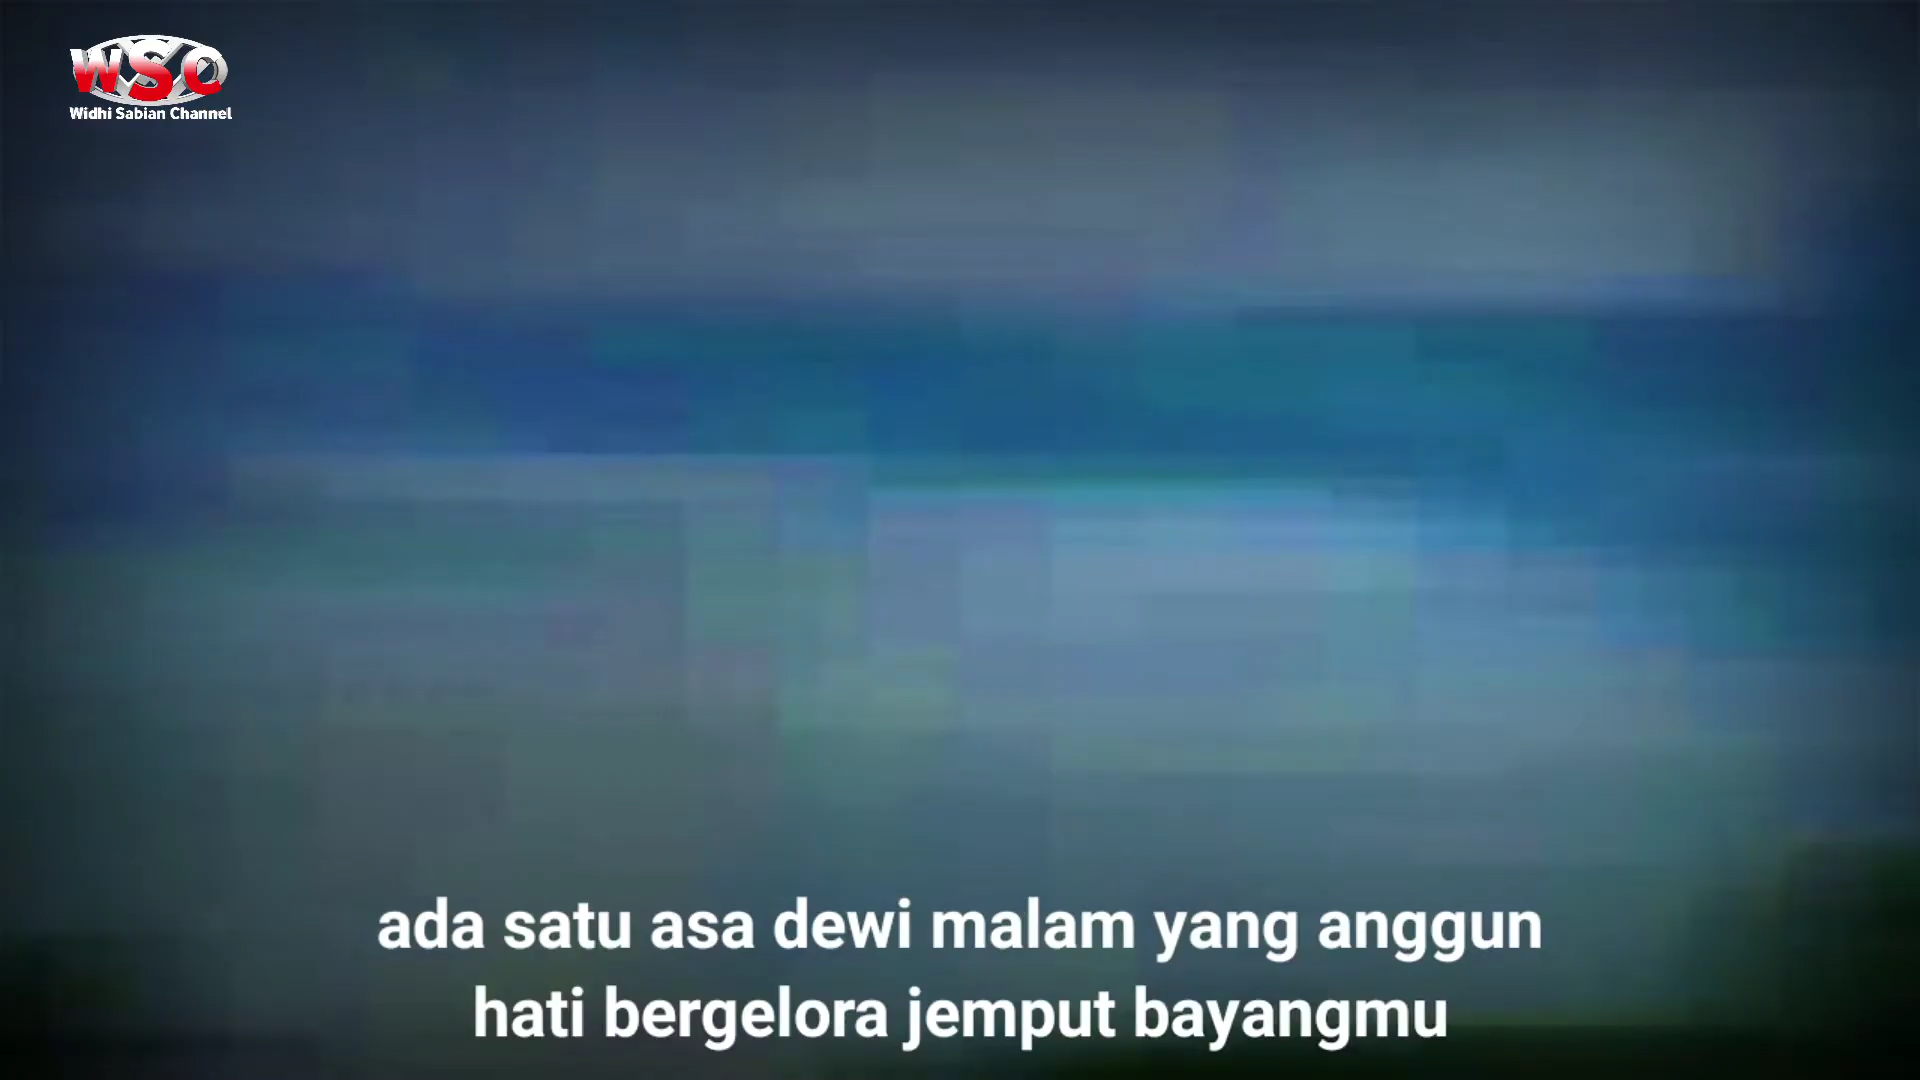 WSC
Widhi Sabian Channel
ada satu asa dewi malam yang anggun
hati bergelora jemput bayangmu